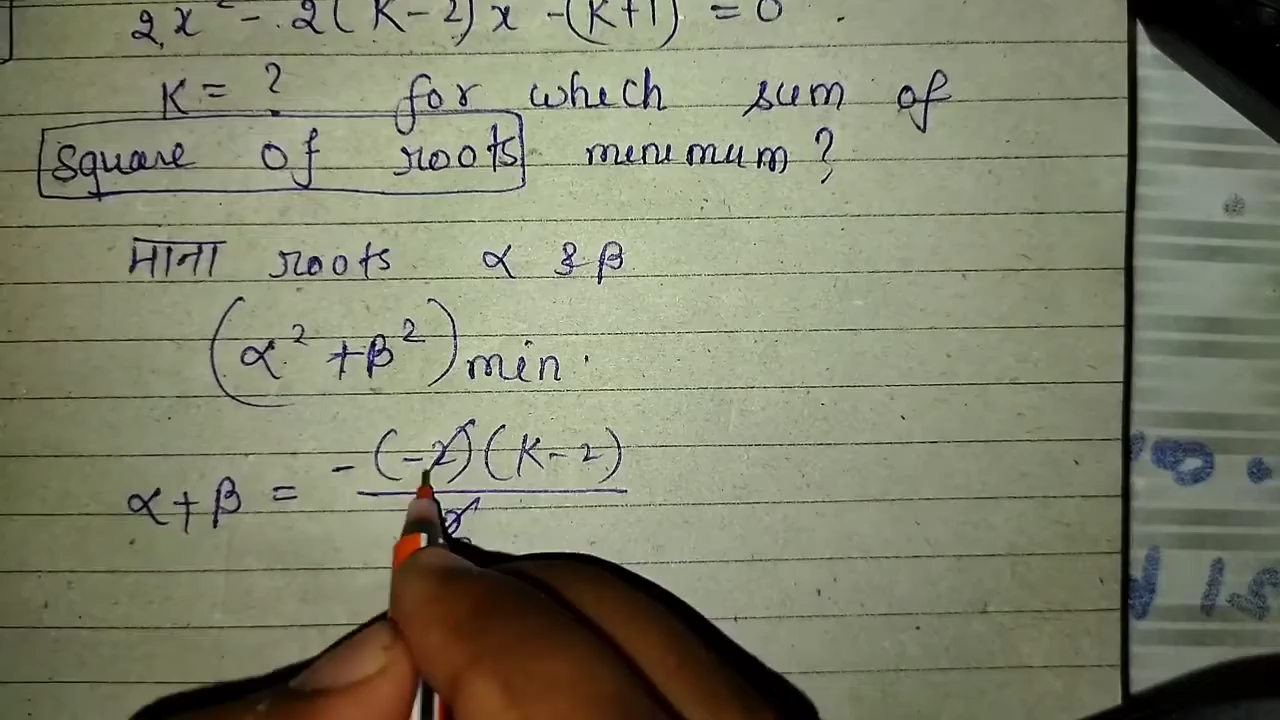 2x² - 2(K-2)x - (K+1) = 0
K = ? for which sum of
square of roots minimum?
माना roots α & β
(α² + β²) min.
α + β = -(-2)(K-2) / 2